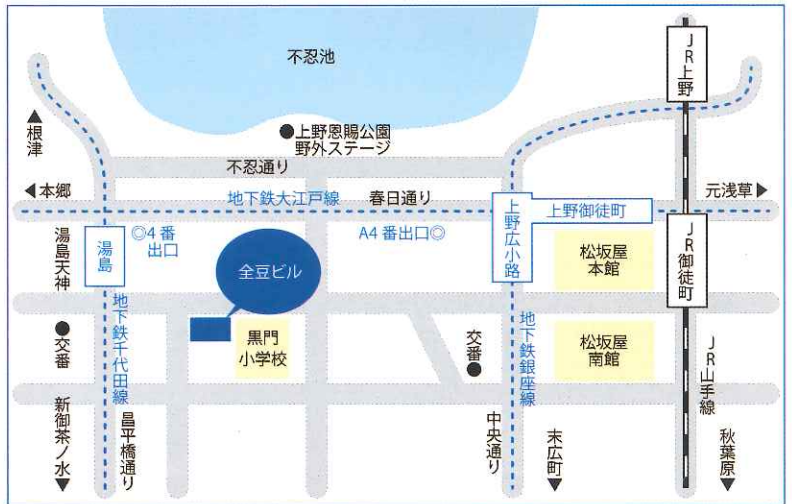 不忍池
JR上野
▲根津
●上野恩賜公園
野外ステージ
不忍通り
◀本郷
地下鉄大江戸線
春日通り
元浅草▶
上野広小路
上野御徒町
湯島天神
湯島
◎4番
出口
A4番出口◎
全豆ビル
松坂屋
本館
JR御徒町
●交番
地下鉄千代田線
黒門
小学校
交番●
地下鉄銀座線
松坂屋
南館
JR山手線
新御茶ノ水▼
昌平橋通り
中央通り
末広町▼
秋葉原▼